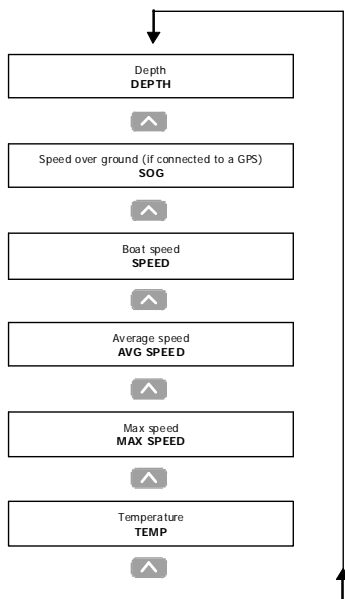 Depth
DEPTH
Speed over ground (if connected to a GPS)
SOG
Boat speed
SPEED
Average speed
AVG SPEED
Max speed
MAX SPEED
Temperature
TEMP